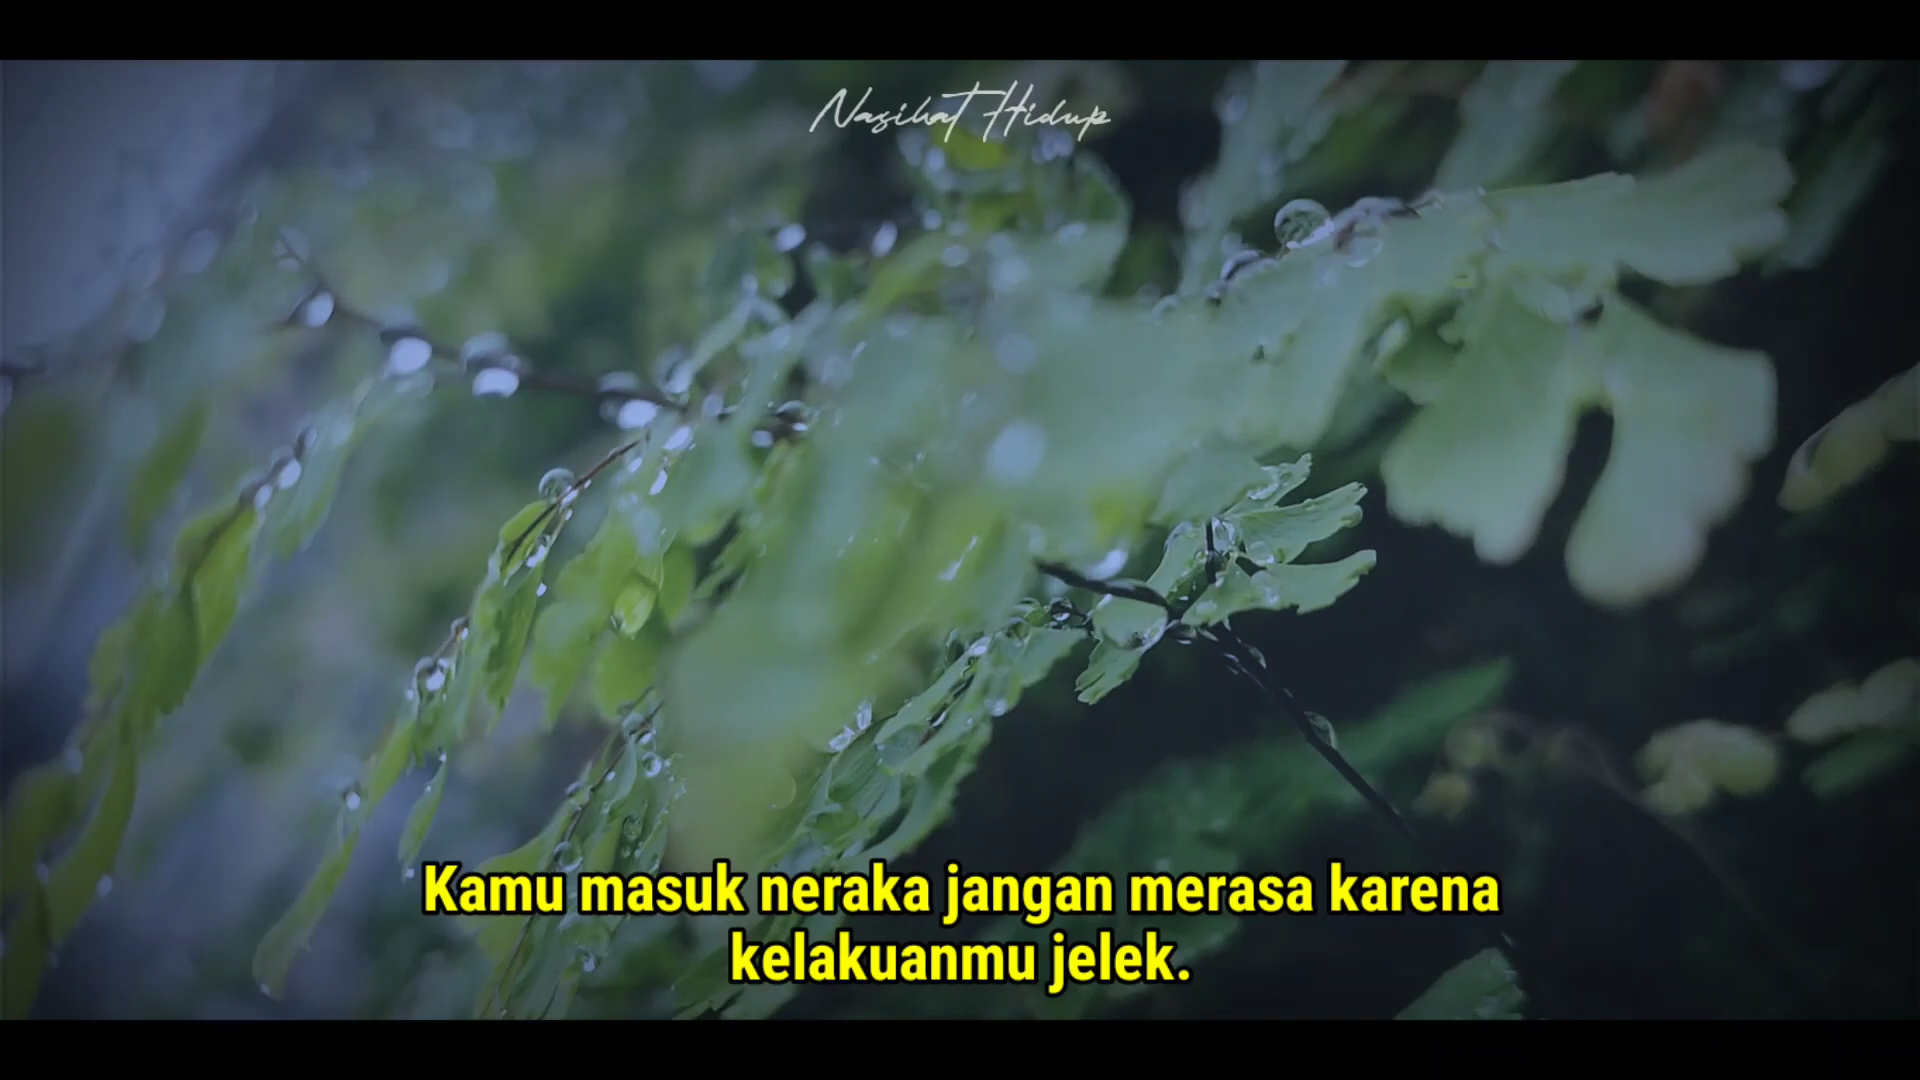 Nasihat Hidup
Kamu masuk neraka jangan merasa karena
kelakuanmu jelek.